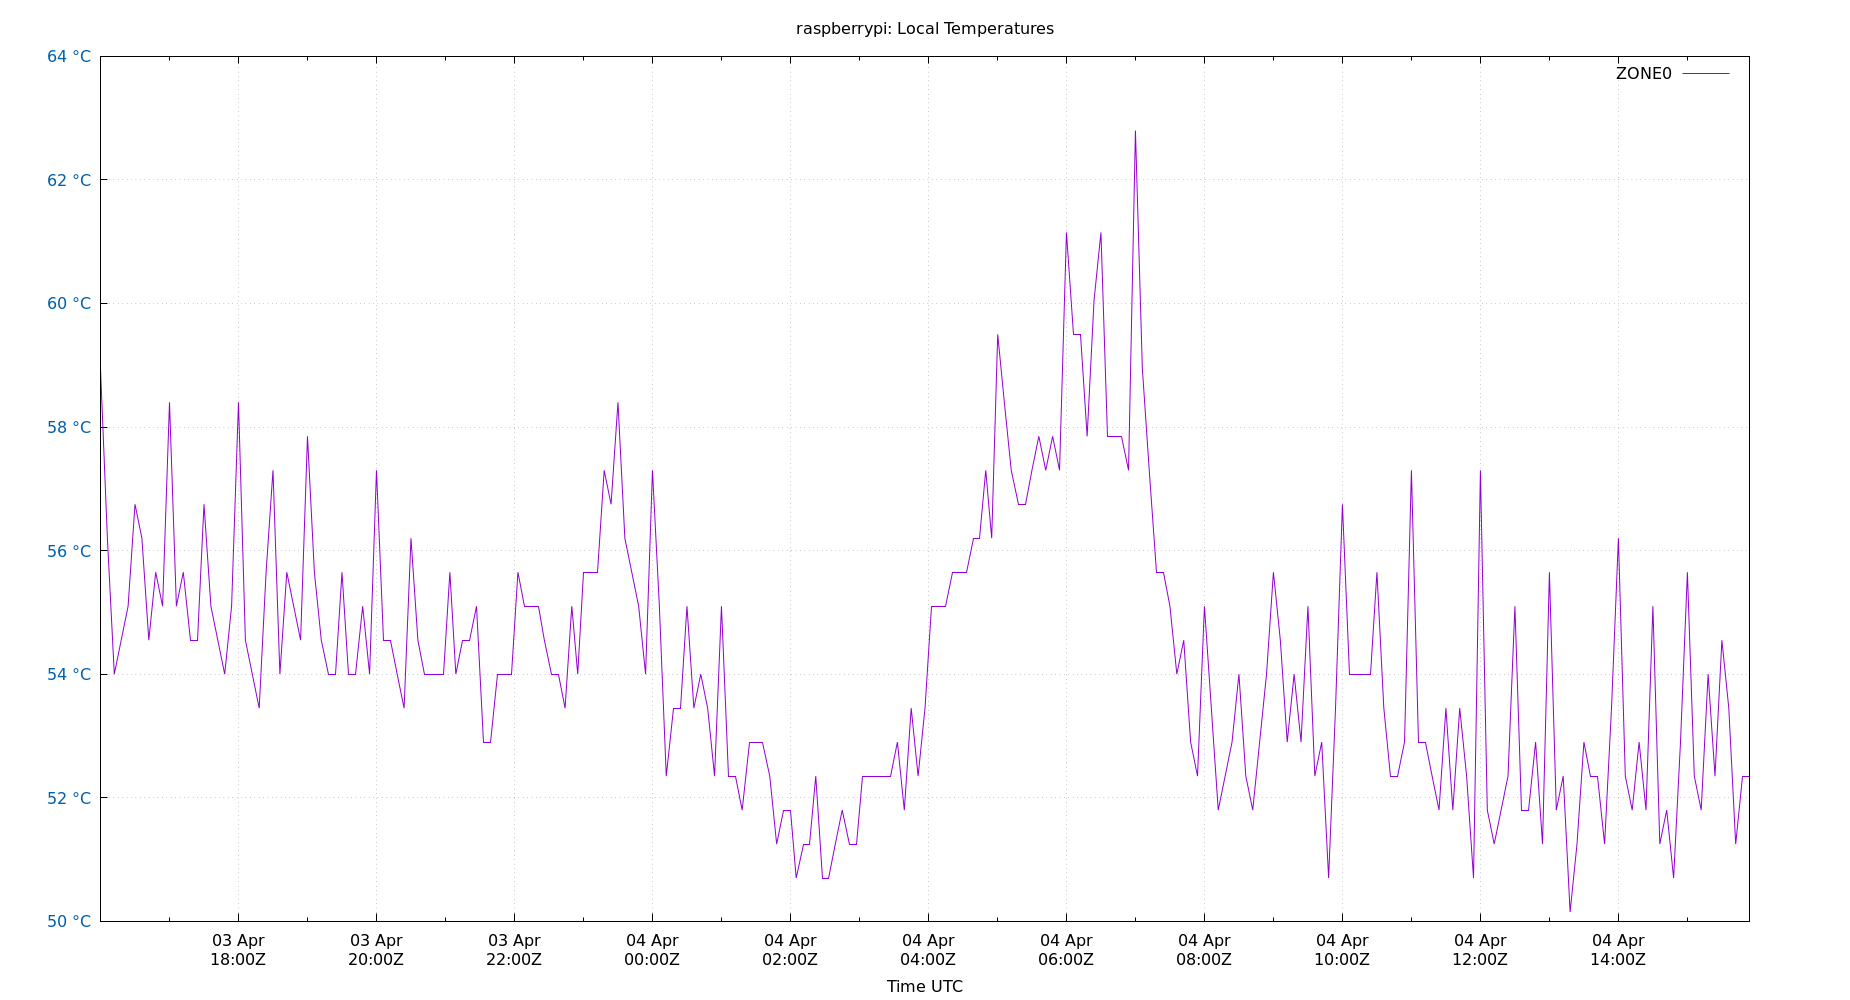 raspberrypi: Local Temperatures
64 °C
ZONE0
62 °C
60 °C
58 °C
56 °C
54 °C
52 °C
50 °C
03 Apr
18:00Z
03 Apr
20:00Z
03 Apr
22:00Z
04 Apr
00:00Z
04 Apr
02:00Z
04 Apr
04:00Z
04 Apr
06:00Z
04 Apr
08:00Z
04 Apr
10:00Z
04 Apr
12:00Z
04 Apr
14:00Z
Time UTC